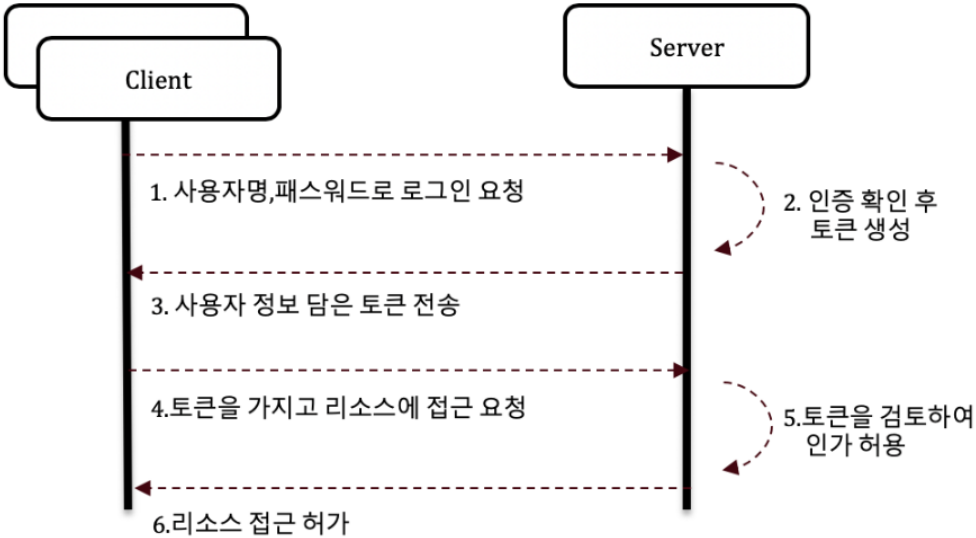 Client
Server
1. 사용자명,패스워드로 로그인 요청
2. 인증 확인 후
토큰 생성
3. 사용자 정보 담은 토큰 전송
4.토큰을 가지고 리소스에 접근 요청
5.토큰을 검토하여
인가 허용
6.리소스 접근 허가